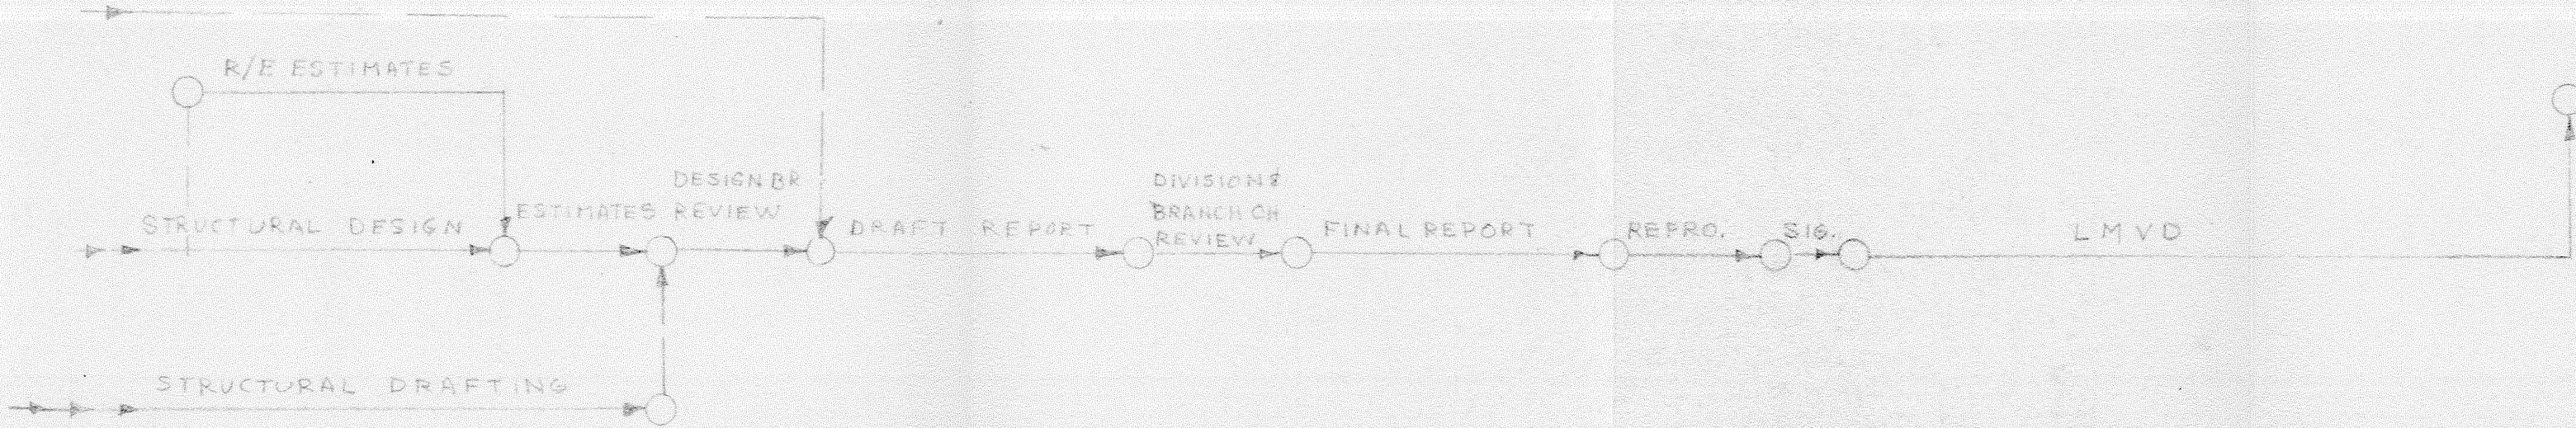 R/E ESTIMATES
STRUCTURAL DESIGN
ESTIMATES
DESIGN BR
REVIEW
DRAFT REPORT
DIVISION &
BRANCH CH
REVIEW
FINAL REPORT
REPRO.
SIG.
LMVD
STRUCTURAL DRAFTING